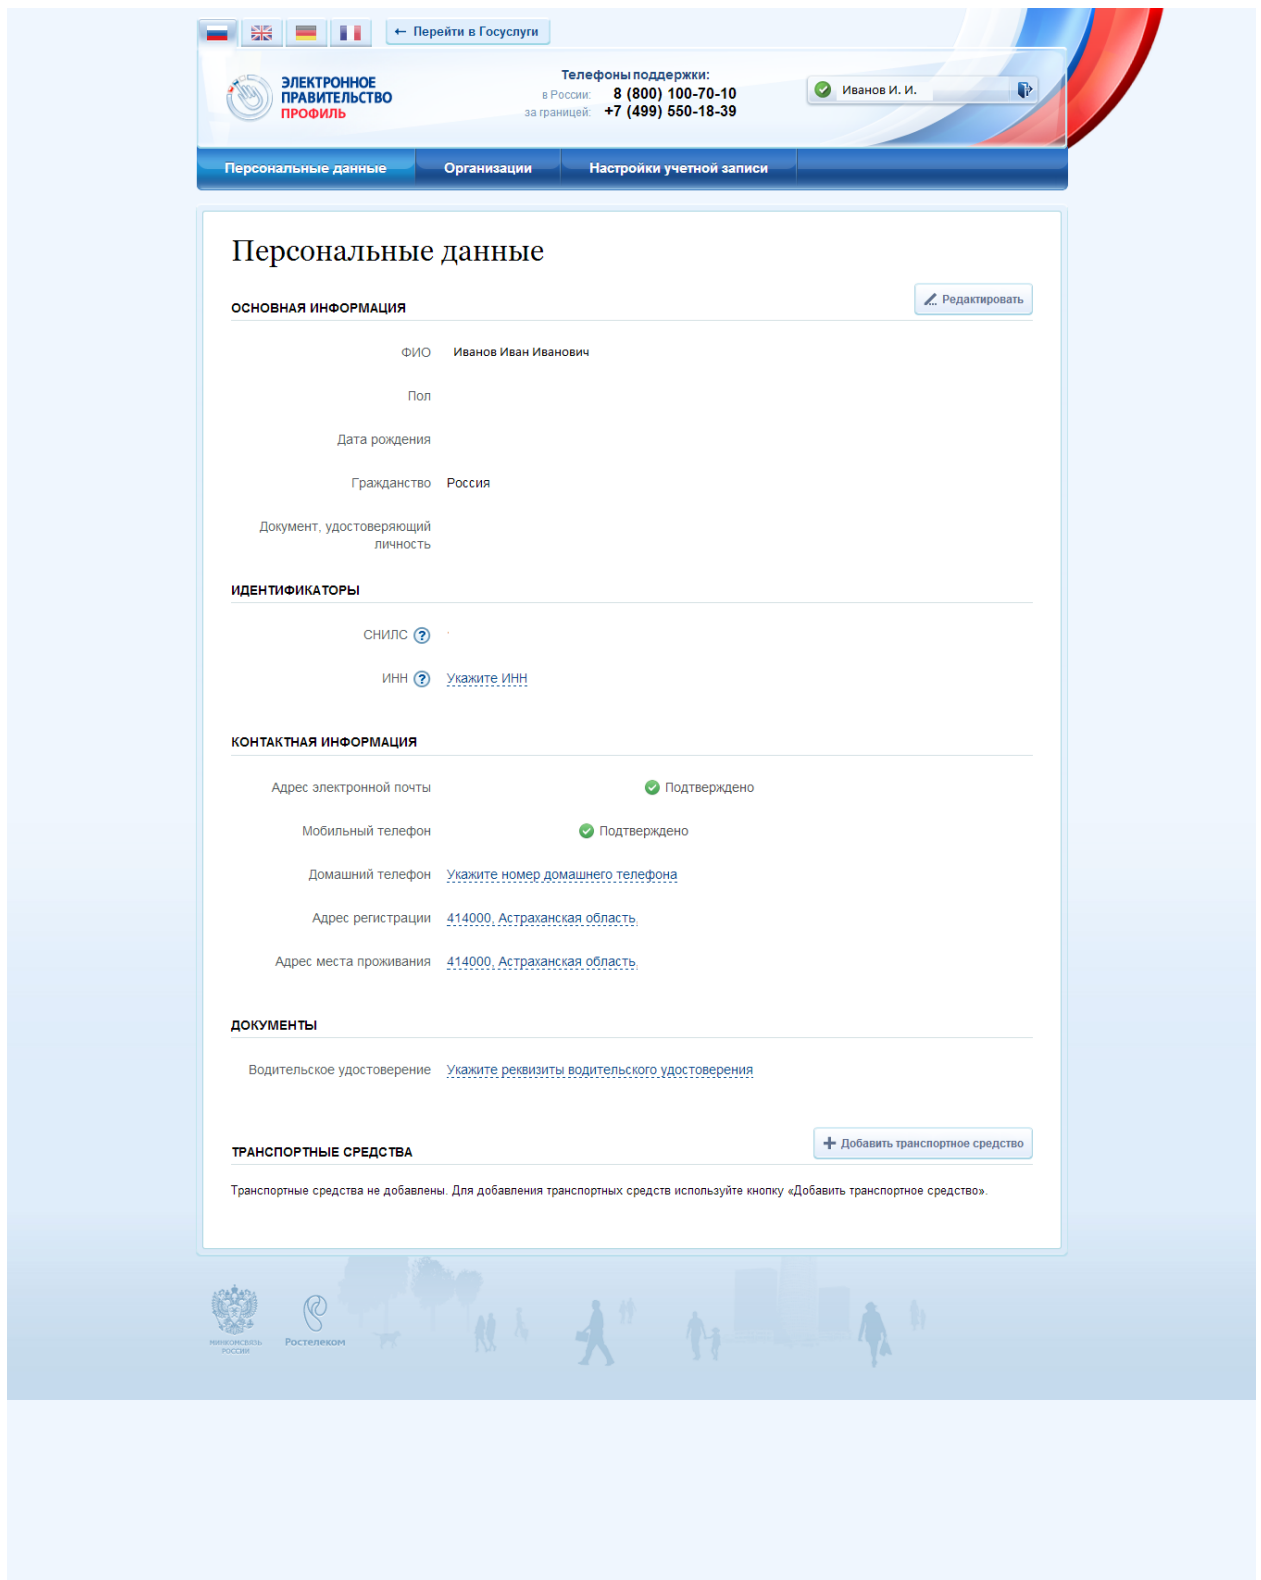 ← Перейти в Госуслуги
ЭЛЕКТРОННОЕ
ПРАВИТЕЛЬСТВО
ПРОФИЛЬ
Телефоны поддержки:
в России: 8 (800) 100-70-10
за границей: +7 (499) 550-18-39
Иванов И. И.
Персональные данные Организации Настройки учетной записи
Персональные данные
ОСНОВНАЯ ИНФОРМАЦИЯ Редактировать
ФИО Иванов Иван Иванович
Пол
Дата рождения
Гражданство Россия
Документ, удостоверяющий
личность
ИДЕНТИФИКАТОРЫ
СНИЛС ?
ИНН ? Укажите ИНН
КОНТАКТНАЯ ИНФОРМАЦИЯ
Адрес электронной почты Подтверждено
Мобильный телефон Подтверждено
Домашний телефон Укажите номер домашнего телефона
Адрес регистрации 414000, Астраханская область,
Адрес места проживания 414000, Астраханская область,
ДОКУМЕНТЫ
Водительское удостоверение Укажите реквизиты водительского удостоверения
ТРАНСПОРТНЫЕ СРЕДСТВА Добавить транспортное средство
Транспортные средства не добавлены. Для добавления транспортных средств используйте кнопку «Добавить транспортное средство».
МИНКОМСВЯЗЬ
РОССИИ
Ростелеком